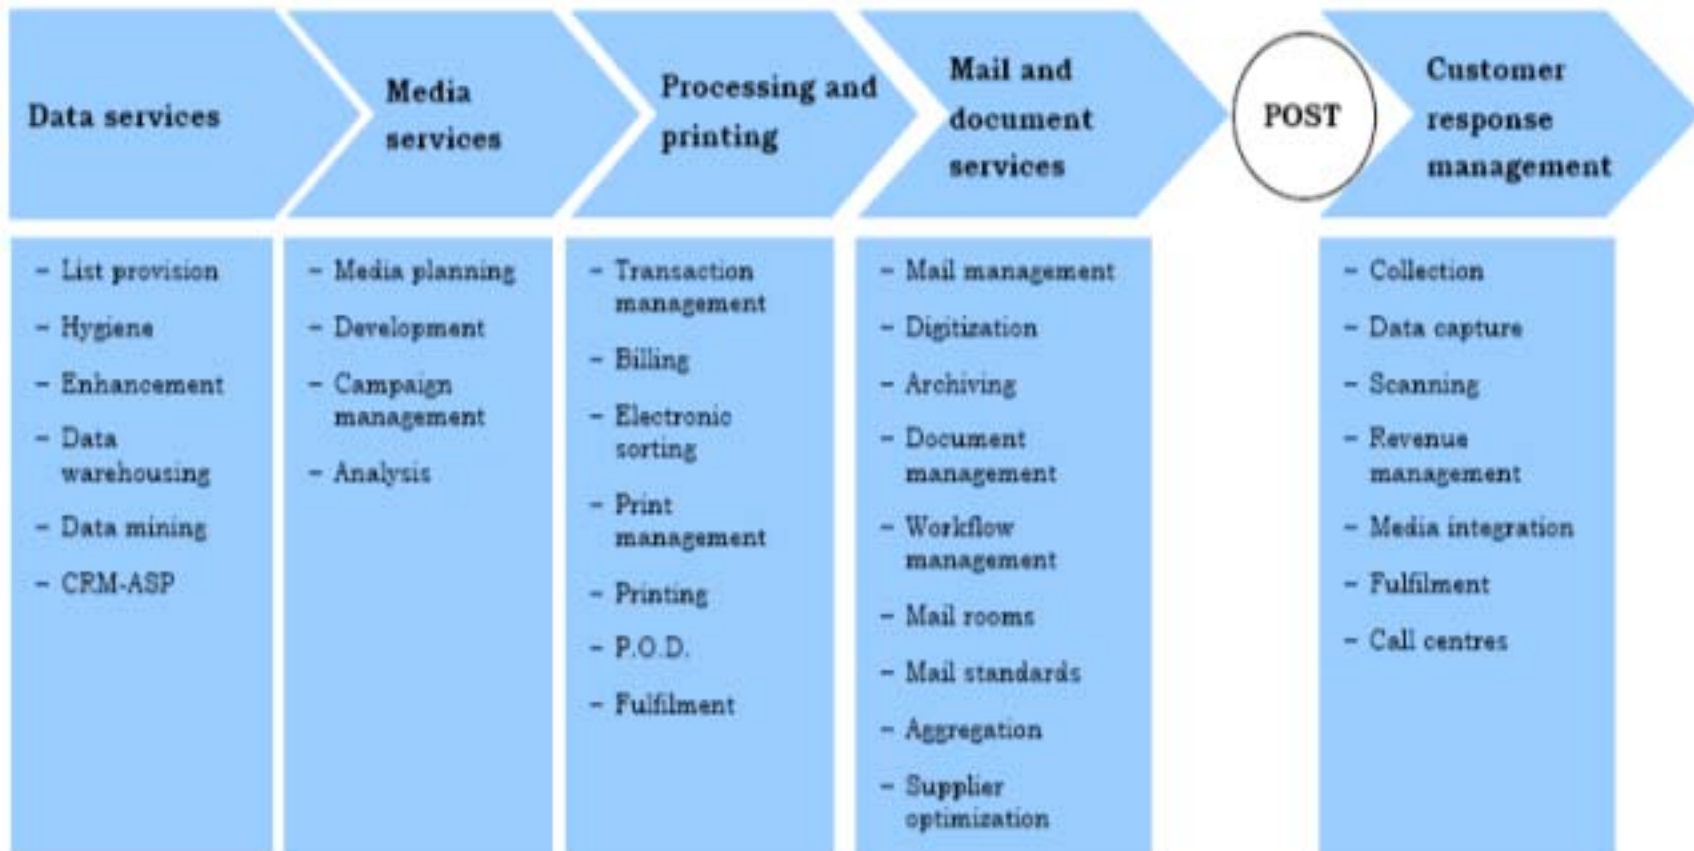 Data services
Media
services
Processing and
printing
Mail and
document
services
POST
Customer
response
management
– List provision
– Hygiene
– Enhancement
– Data
warehousing
– Data mining
– CRM-ASP
– Media planning
– Development
– Campaign
management
– Analysis
– Transaction
management
– Billing
– Electronic
sorting
– Print
management
– Printing
– P.O.D.
– Fulfilment
– Mail management
– Digitization
– Archiving
– Document
management
– Workflow
management
– Mail rooms
– Mail standards
– Aggregation
– Supplier
optimization
– Collection
– Data capture
– Scanning
– Revenue
management
– Media integration
– Fulfilment
– Call centres